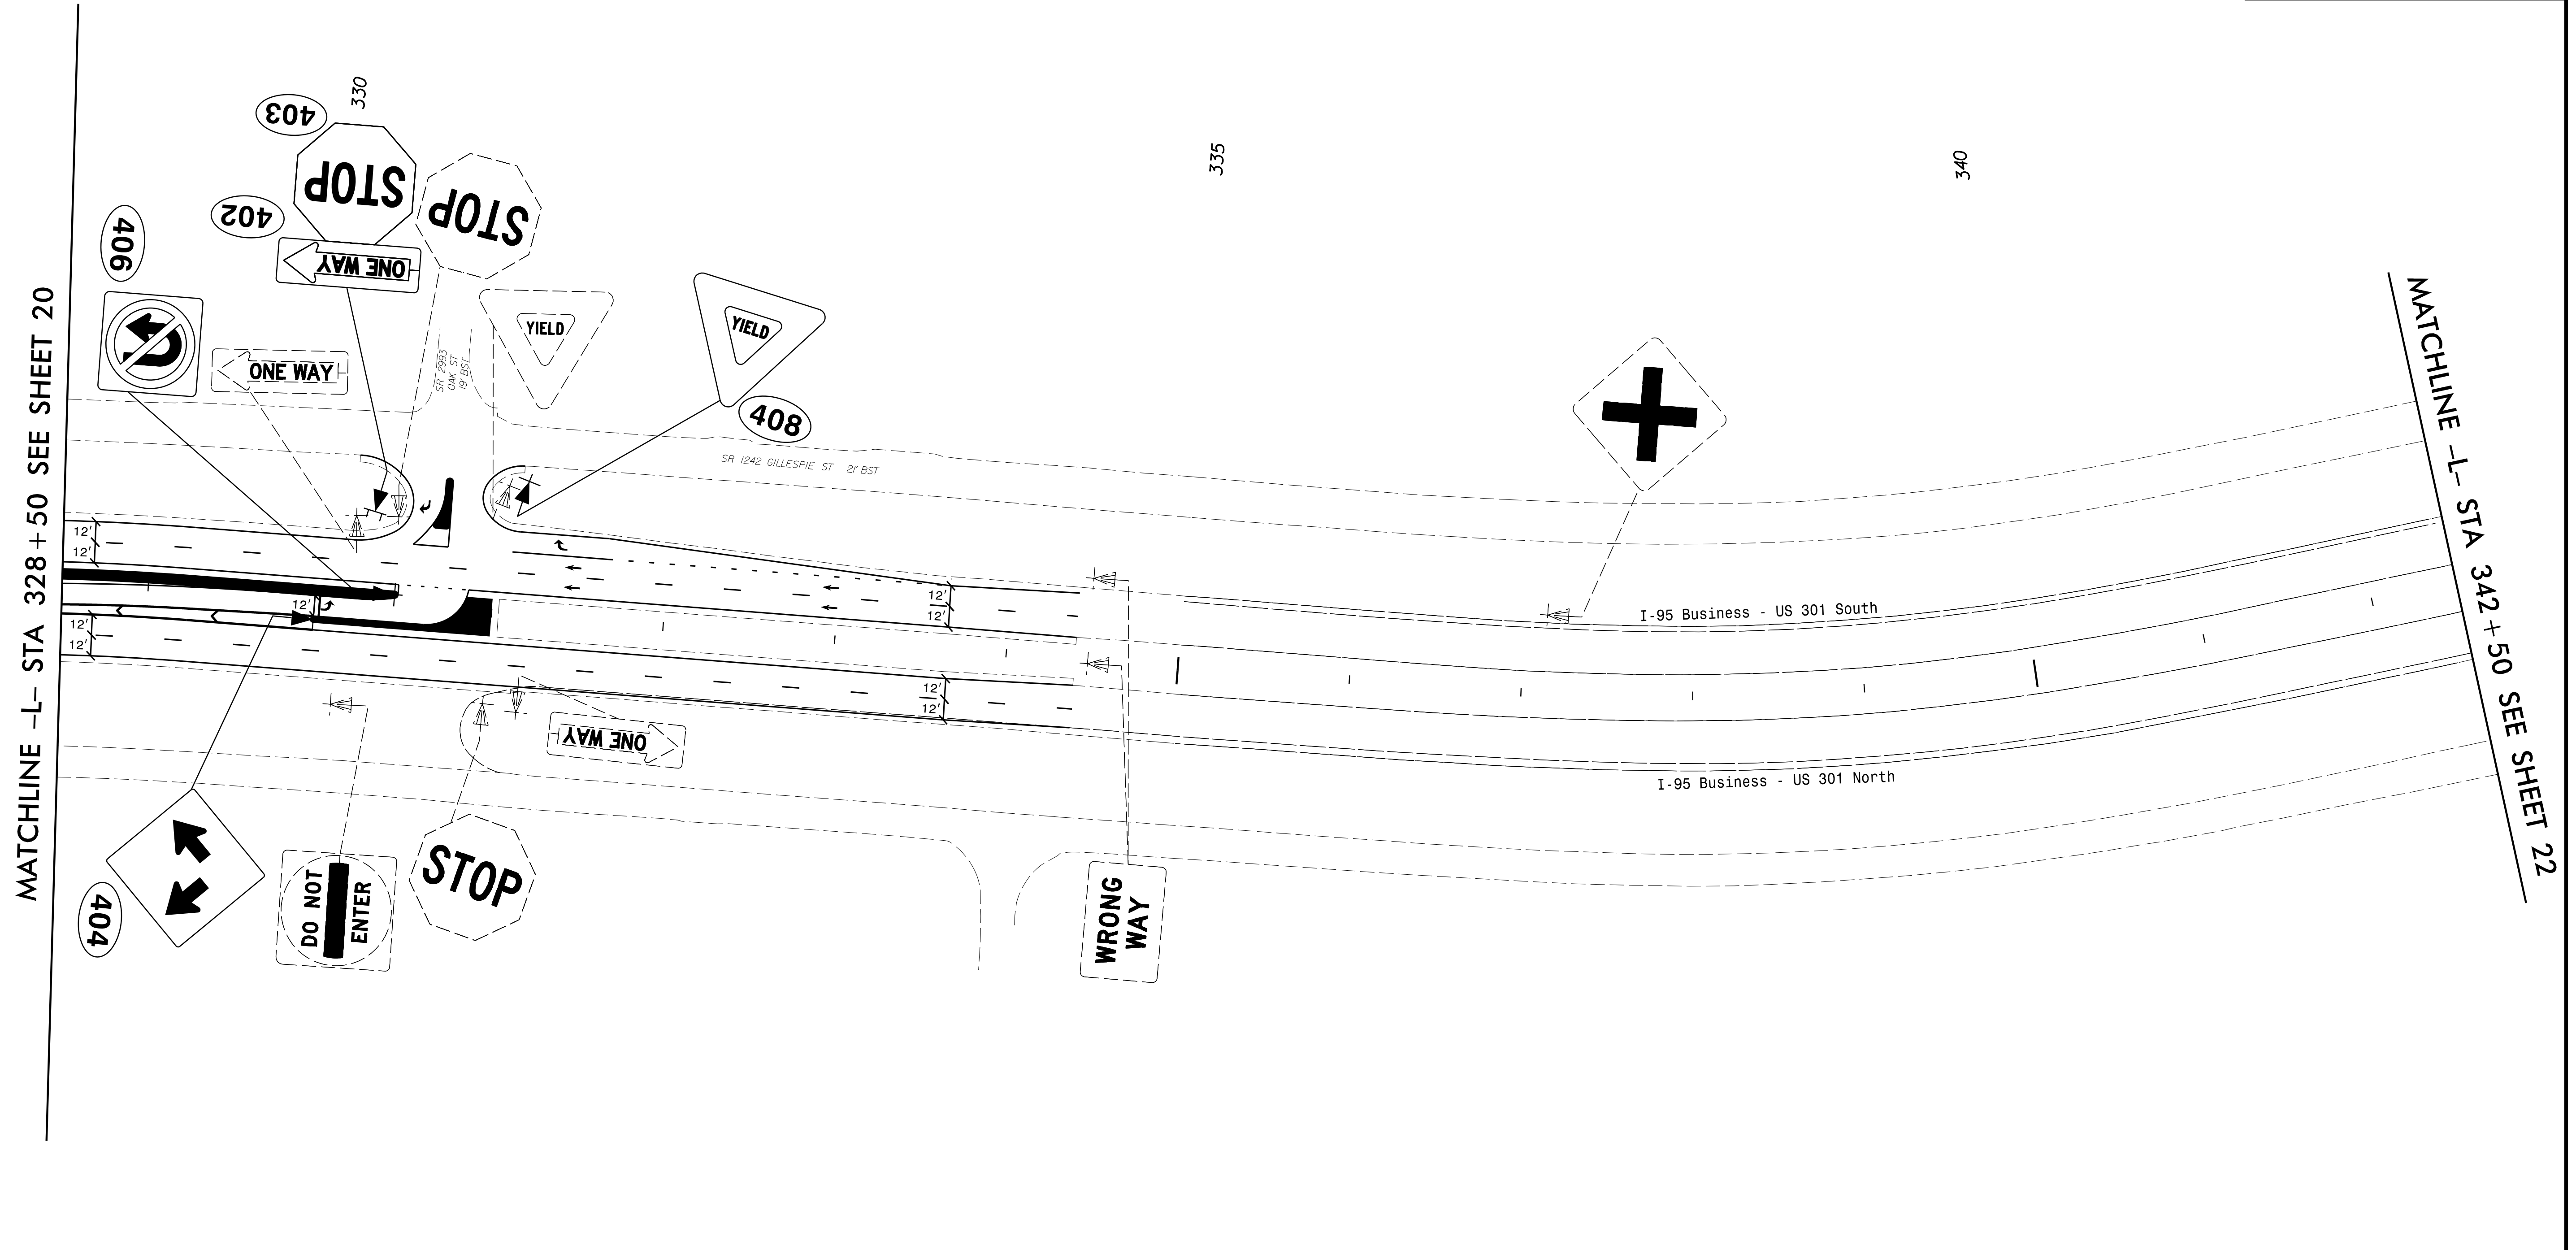 MATCHLINE -L- STA 328+50 SEE SHEET 20
330
335
340
403
STOP
402
ONE WAY
STOP
406
ONE WAY
SR 2993
OAK ST
19' BST
YIELD
YIELD
408
SR 1242 GILLESPIE ST 21' BST
12'
12'
12'
12'
12'
12'
12'
12'
12'
I-95 Business - US 301 South
I-95 Business - US 301 North
ONE WAY
404
DO NOT
ENTER
STOP
WRONG
WAY
MATCHLINE -L- STA 342+50 SEE SHEET 22